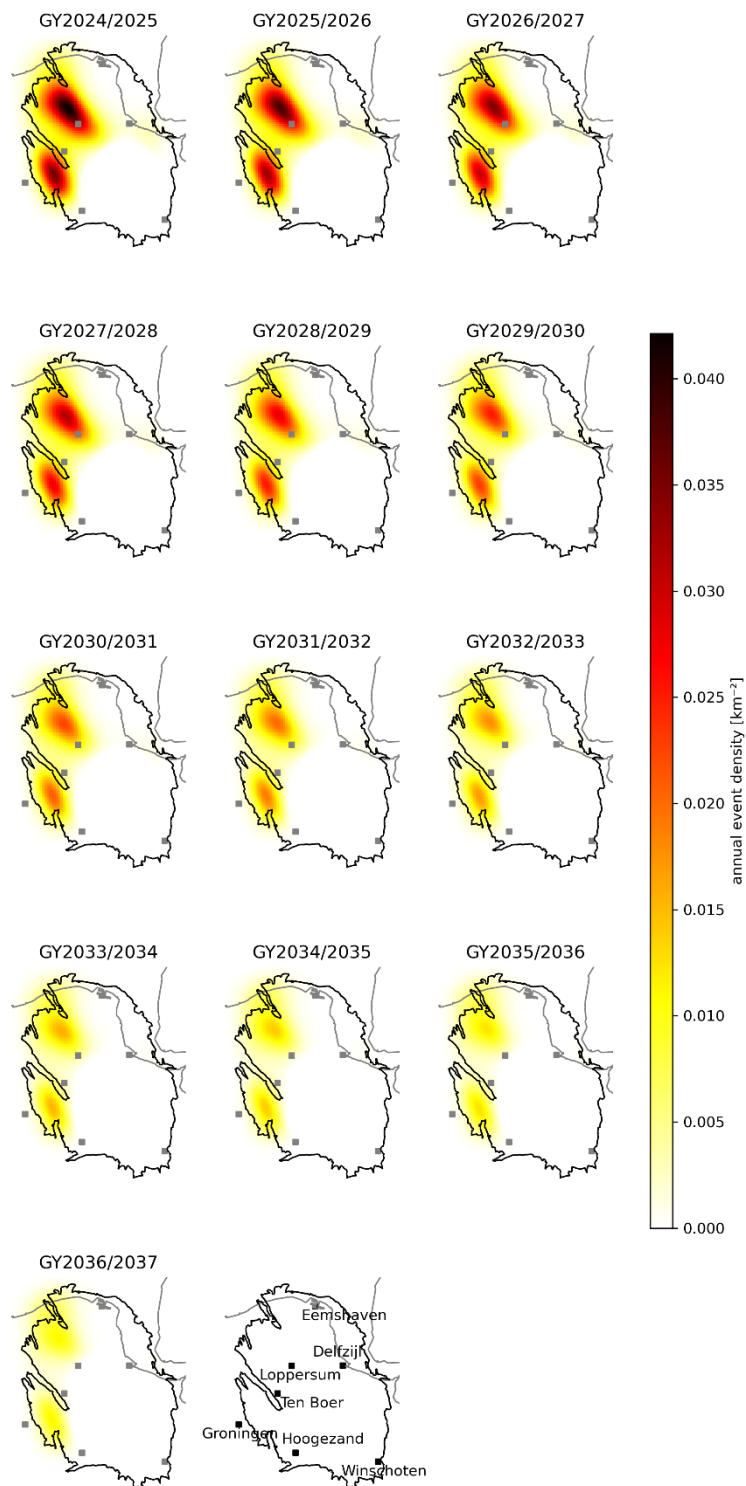 GY2024/2025 GY2025/2026 GY2026/2027
GY2027/2028 GY2028/2029 GY2029/2030
0.040
0.035
0.030
0.025
GY2030/2031 GY2031/2032 GY2032/2033
annual event density [km⁻²]
0.020
0.015
GY2033/2034 GY2034/2035 GY2035/2036
0.010
0.005
0.000
GY2036/2037
Eemshaven
Delfzijl
Loppersum
Ten Boer
Groningen
Hoogezand
Winschoten